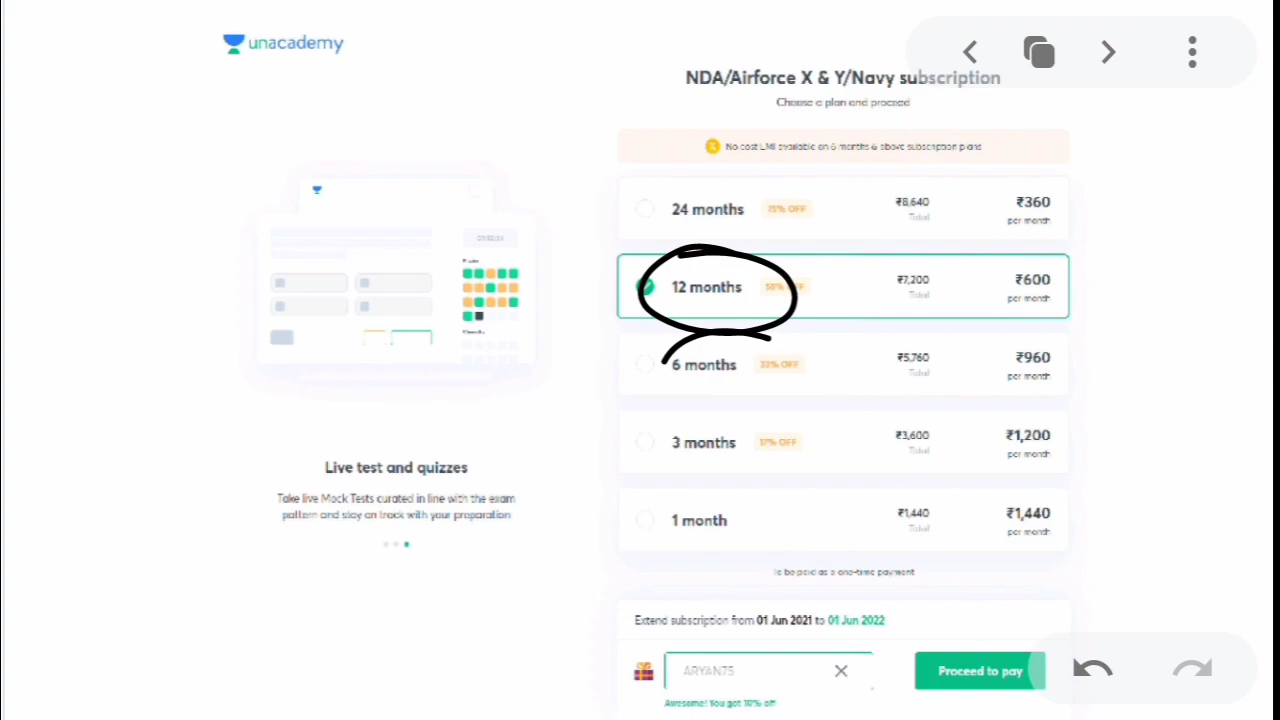 unacademy
NDA/Airforce X & Y/Navy subscription
Choose a plan and proceed
No cost EMI available on 6 months & above subscription plans
24 months 75% OFF ₹8,640 Total ₹360 per month
12 months ₹7,200 Total ₹600 per month
6 months 33% OFF ₹5,760 Total ₹960 per month
3 months 17% OFF ₹3,600 Total ₹1,200 per month
1 month ₹1,440 Total ₹1,440 per month
To be paid as a one-time payment
Live test and quizzes
Take live Mock Tests curated in line with the exam
pattern and stay on track with your preparation
Extend subscription from 01 Jun 2021 to 01 Jun 2022
ARYAN75
Proceed to pay
Awesome! You got 10% off